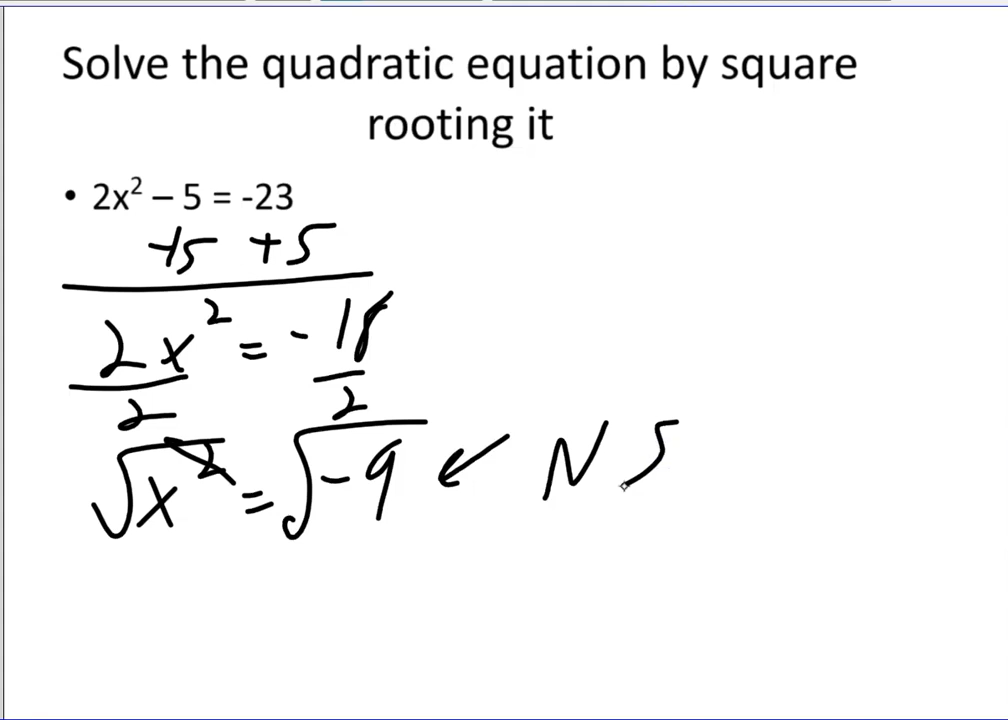 Solve the quadratic equation by square
rooting it
• 2x² – 5 = -23
+5 +5
2x² = -18
2 2
√x² = √-9 ← NS